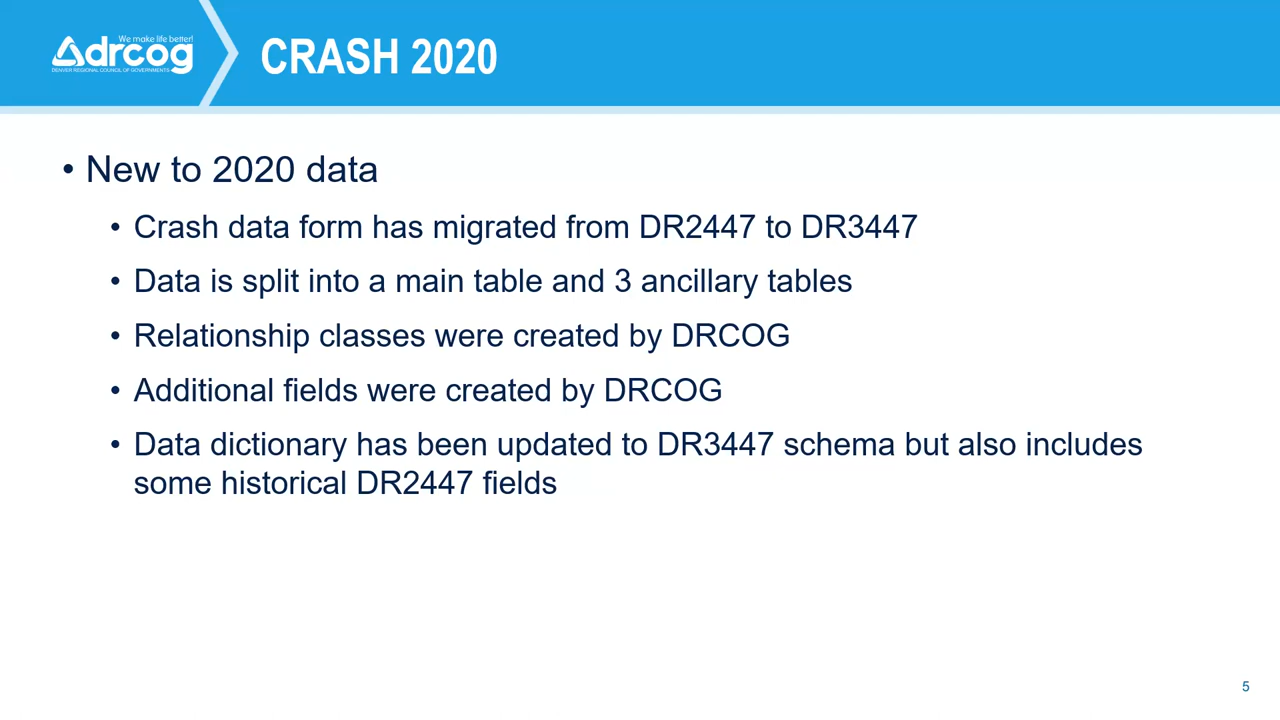 We make life better!
drcog
DENVER REGIONAL COUNCIL OF GOVERNMENTS
CRASH 2020
• New to 2020 data
• Crash data form has migrated from DR2447 to DR3447
• Data is split into a main table and 3 ancillary tables
• Relationship classes were created by DRCOG
• Additional fields were created by DRCOG
• Data dictionary has been updated to DR3447 schema but also includes
some historical DR2447 fields
5